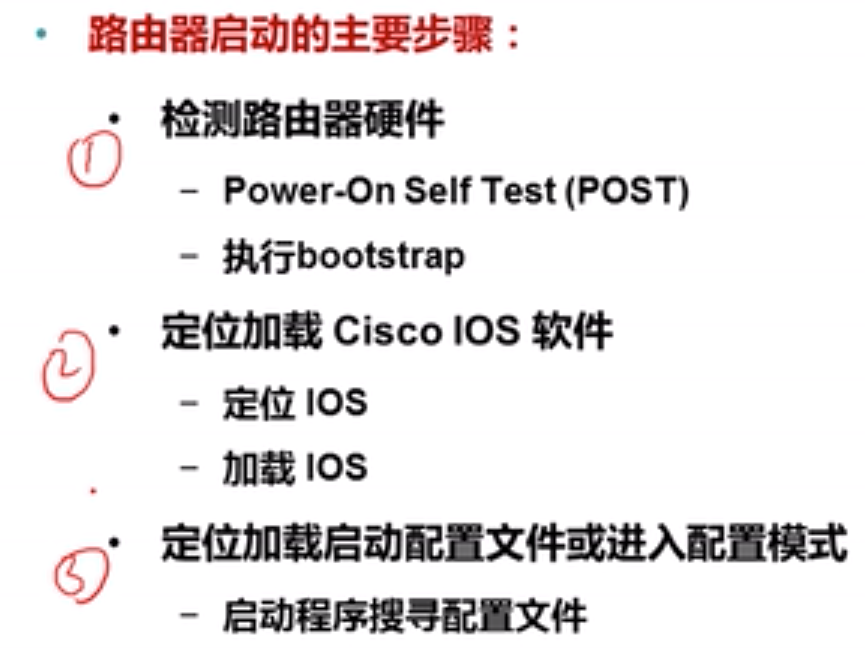 • 路由器启动的主要步骤：
① • 检测路由器硬件
– Power-On Self Test (POST)
– 执行bootstrap
② • 定位加载 Cisco IOS 软件
– 定位 IOS
– 加载 IOS
③ • 定位加载启动配置文件或进入配置模式
– 启动程序搜寻配置文件